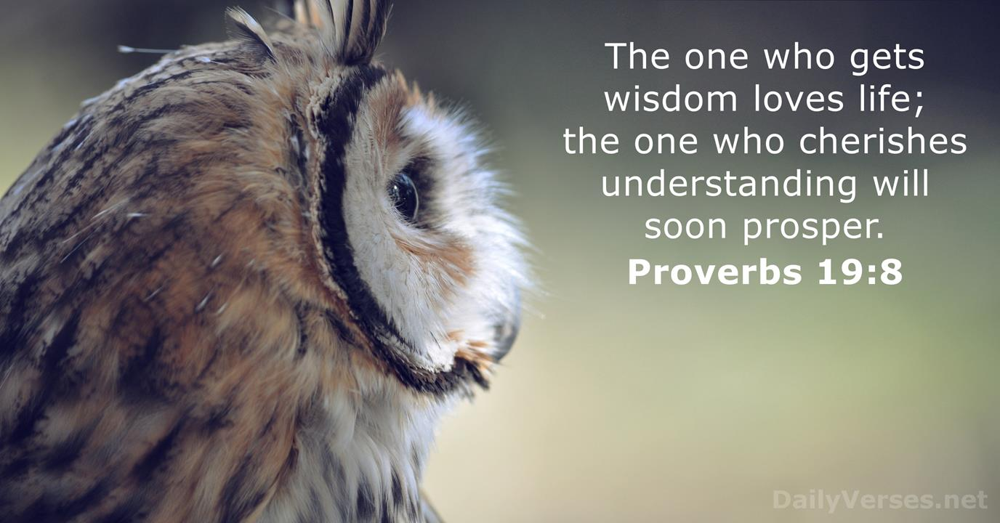 The one who gets
wisdom loves life;
the one who cherishes
understanding will
soon prosper.
Proverbs 19:8
DailyVerses.net